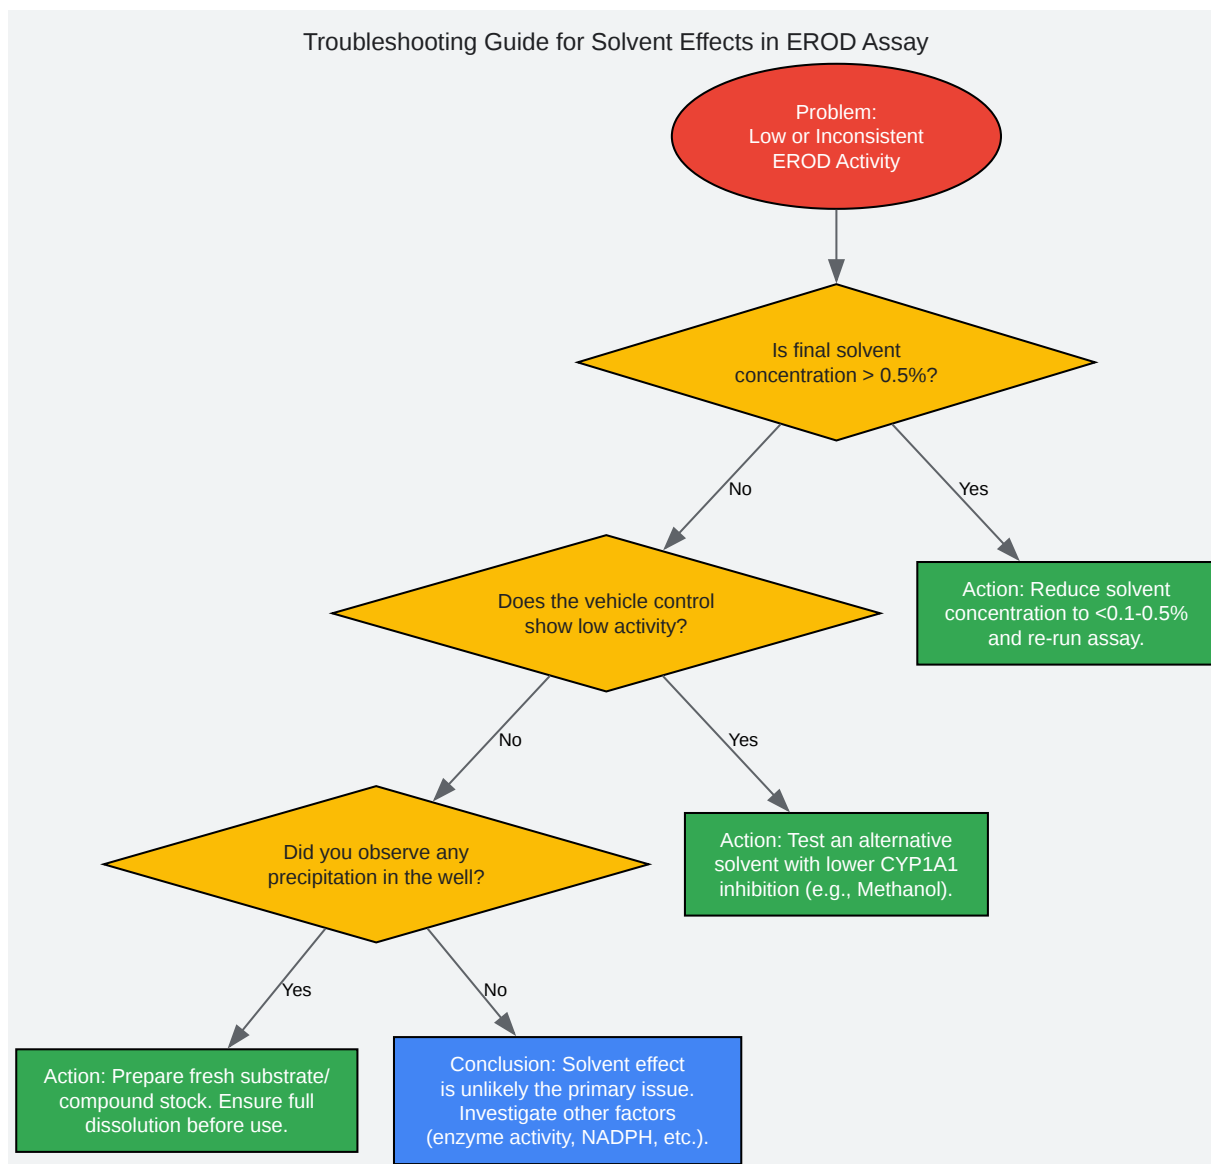 Troubleshooting Guide for Solvent Effects in EROD Assay
Problem:
Low or Inconsistent
EROD Activity
Is final solvent
concentration > 0.5%?
No
Yes
Does the vehicle control
show low activity?
Action: Reduce solvent
concentration to <0.1-0.5%
and re-run assay.
No
Yes
Did you observe any
precipitation in the well?
Action: Test an alternative
solvent with lower CYP1A1
inhibition (e.g., Methanol).
Yes
No
Action: Prepare fresh substrate/
compound stock. Ensure full
dissolution before use.
Conclusion: Solvent effect
is unlikely the primary issue.
Investigate other factors
(enzyme activity, NADPH, etc.).